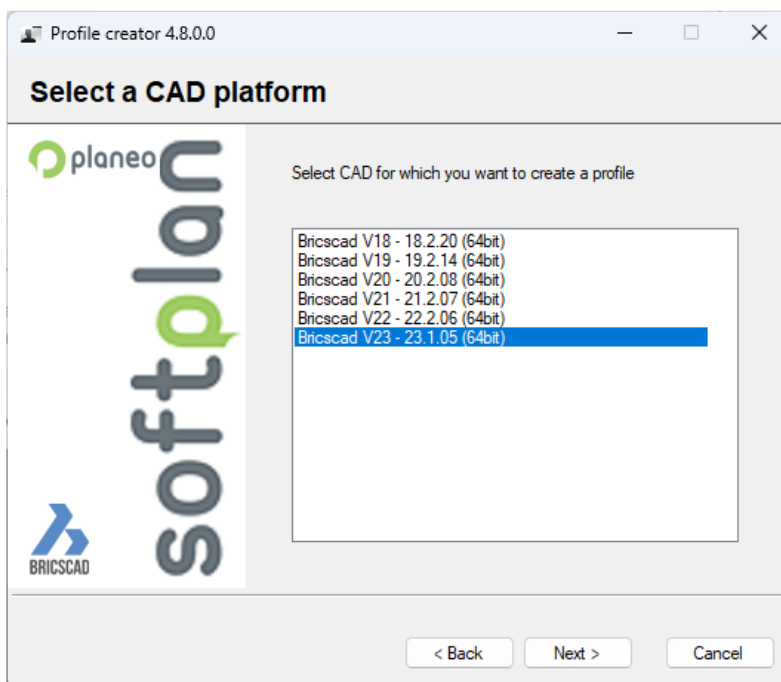 Profile creator 4.8.0.0
Select a CAD platform
planeo
softplan
BRICSCAD
Select CAD for which you want to create a profile
Bricscad V18 - 18.2.20 (64bit)
Bricscad V19 - 19.2.14 (64bit)
Bricscad V20 - 20.2.08 (64bit)
Bricscad V21 - 21.2.07 (64bit)
Bricscad V22 - 22.2.06 (64bit)
Bricscad V23 - 23.1.05 (64bit)
< Back
Next >
Cancel